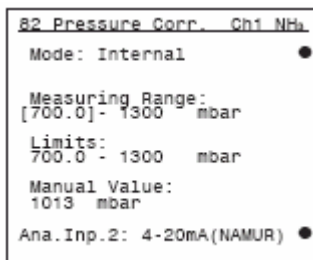 82 Pressure Corr. Ch1 NH₃
Mode: Internal
Measuring Range:
[700.0]- 1300 mbar
Limits:
700.0 - 1300 mbar
Manual Value:
1013 mbar
Ana.Inp.2: 4-20mA(NAMUR)